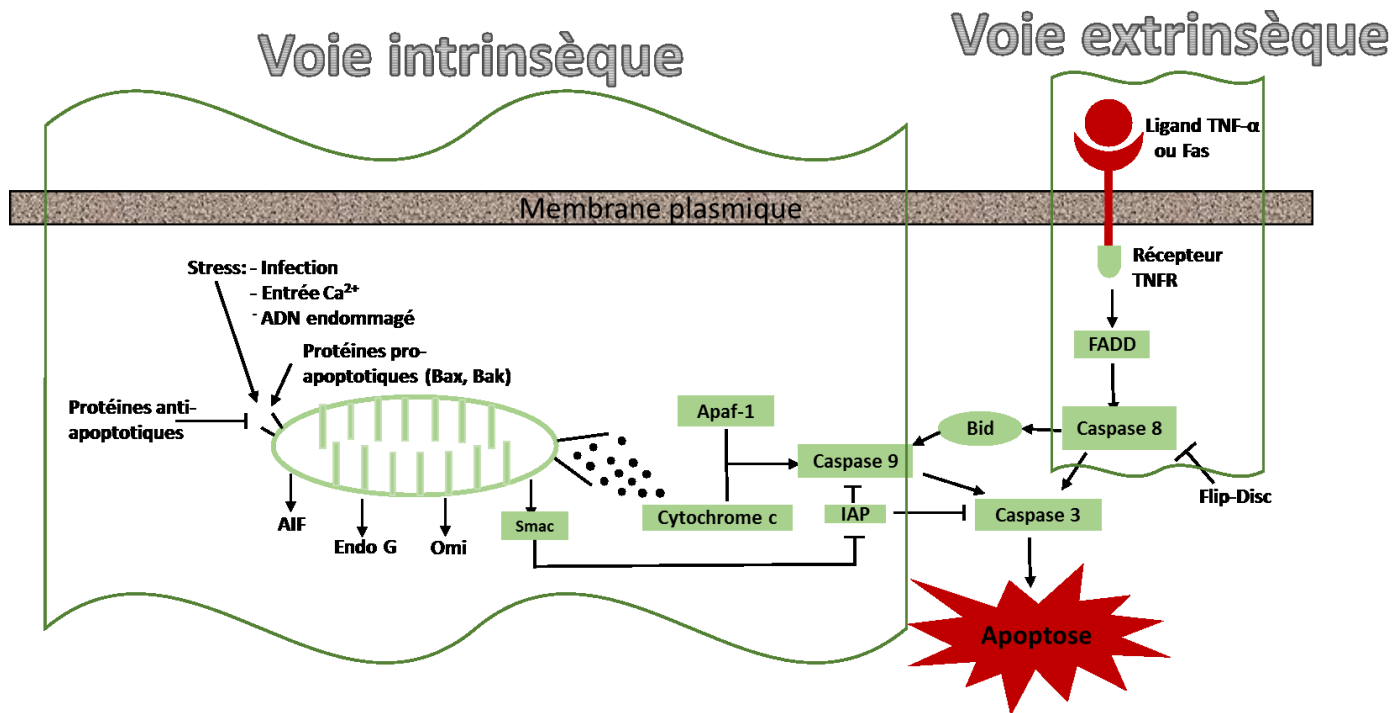 Voie intrinsèque
Voie extrinsèque
Ligand TNF-α
ou Fas
Membrane plasmique
Récepteur
TNFR
Stress: - Infection
- Entrée Ca²⁺
- ADN endommagé
Protéines pro-
apoptotiques (Bax, Bak)
Protéines anti-
apoptotiques
FADD
Apaf-1
Bid
Caspase 8
Caspase 9
Flip-Disc
AIF
Endo G
Omi
Smac
Cytochrome c
IAP
Caspase 3
Apoptose